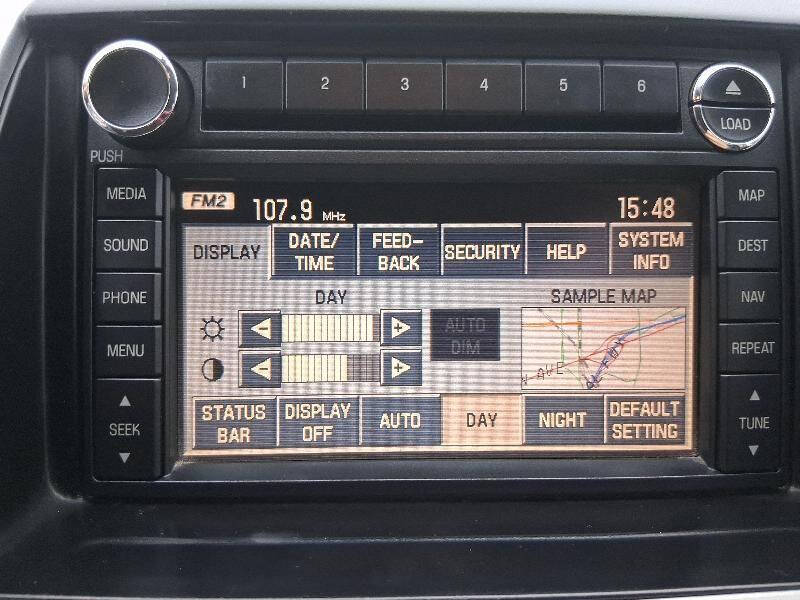 1 2 3 4 5 6
LOAD
PUSH
MEDIA
SOUND
PHONE
MENU
SEEK
FM2 107.9 MHz 15:48
DISPLAY DATE/ TIME FEED- BACK SECURITY HELP SYSTEM INFO
DAY SAMPLE MAP
- +
AUTO DIM
- +
AVE
STATUS BAR DISPLAY OFF AUTO DAY NIGHT DEFAULT SETTING
MAP
DEST
NAV
REPEAT
TUNE